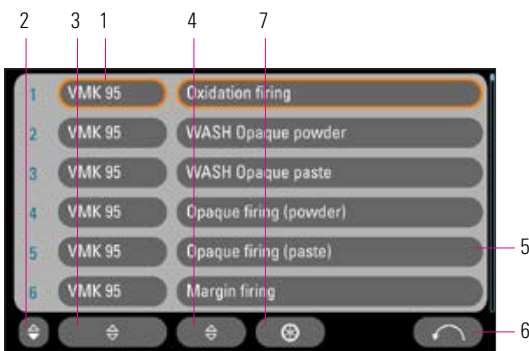 2 3 1 4 7
1 VMK 95 Oxidation firing
2 VMK 95 WASH Opaque powder
3 VMK 95 WASH Opaque paste
4 VMK 95 Opaque firing (powder)
5 VMK 95 Opaque firing (paste) 5
6 VMK 95 Margin firing
6